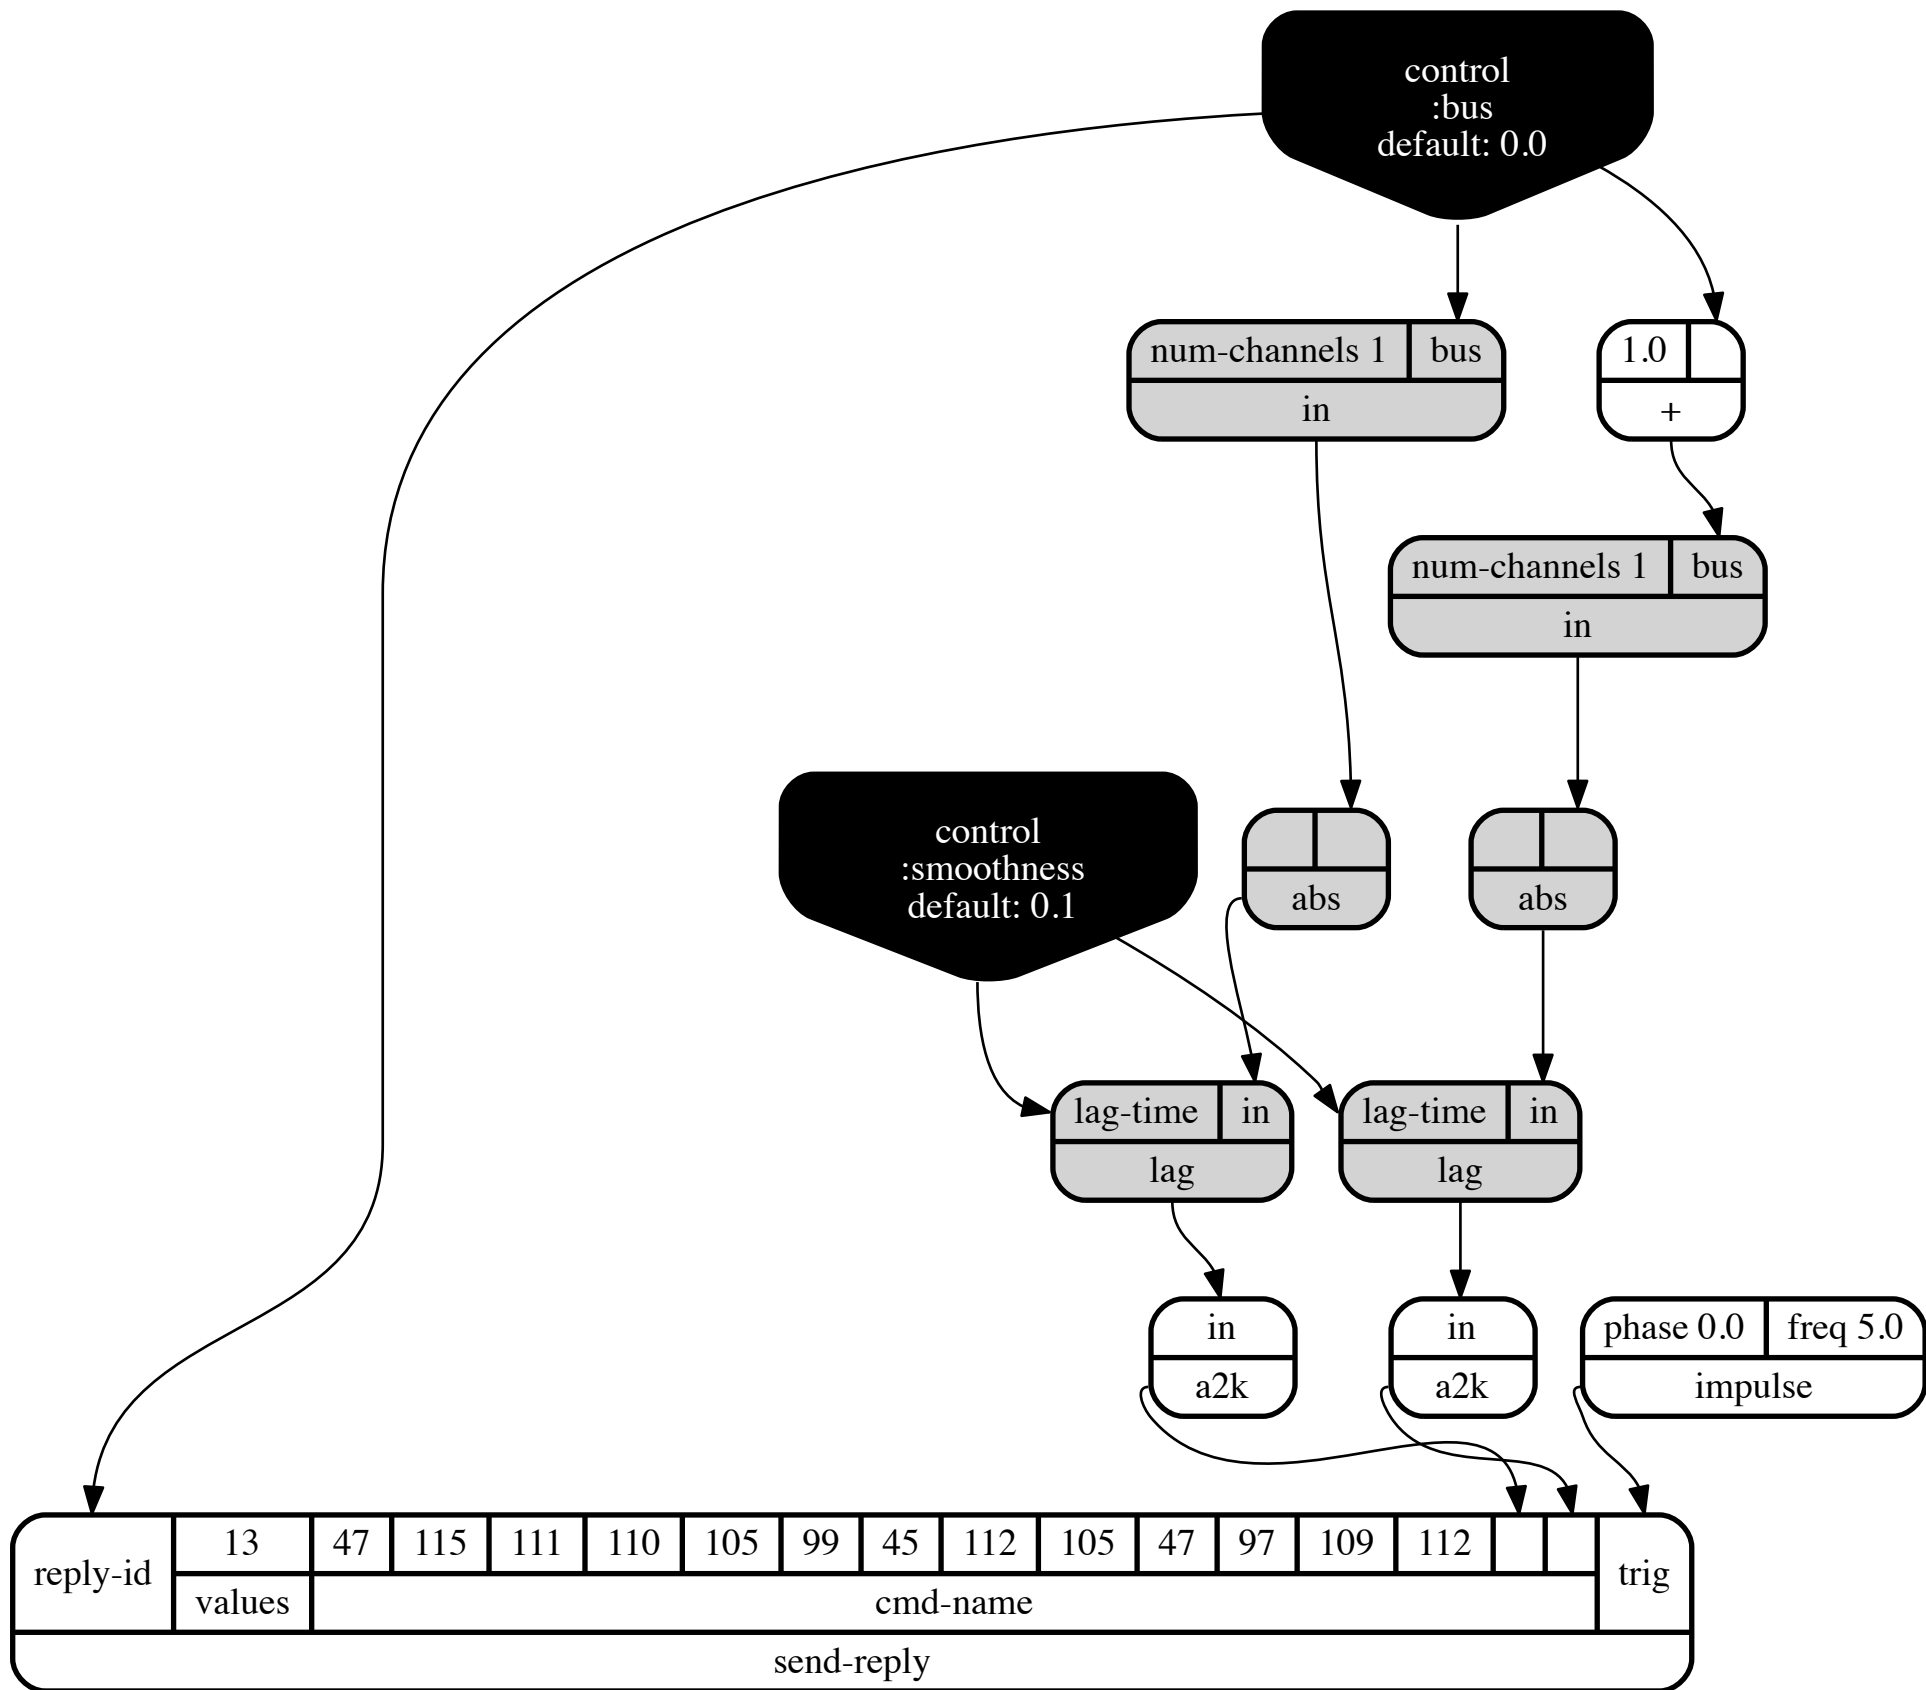 control
:bus
default: 0.0
num-channels 1 bus
in
1.0
+
num-channels 1 bus
in
control
:smoothness
default: 0.1
abs
abs
lag-time in
lag
lag-time in
lag
in
a2k
in
a2k
phase 0.0 freq 5.0
impulse
reply-id
13
values
47 115 111 110 105 99 45 112 105 47 97 109 112
cmd-name
trig
send-reply